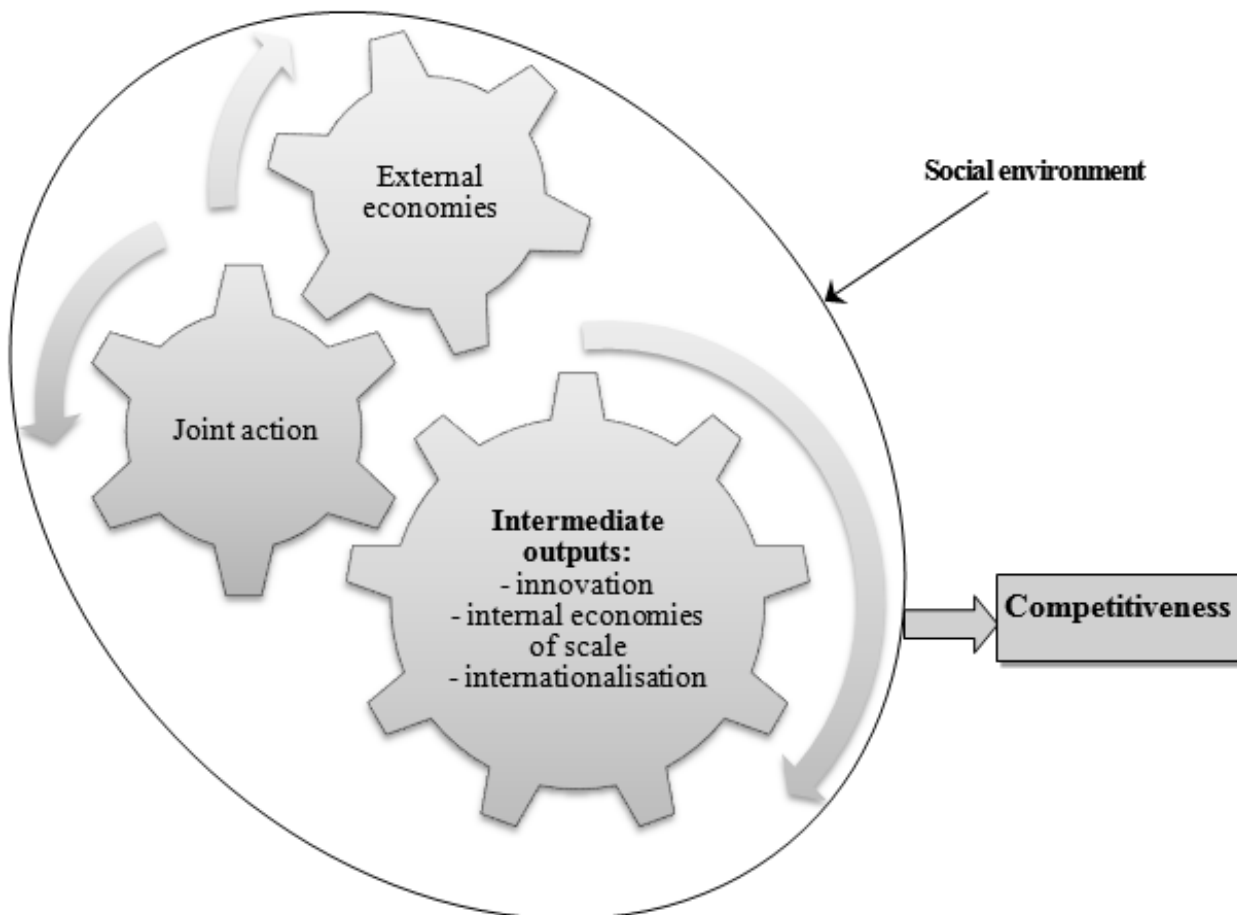 External
economies
Social environment
Joint action
Intermediate
outputs:
- innovation
- internal economies
of scale
- internationalisation
Competitiveness